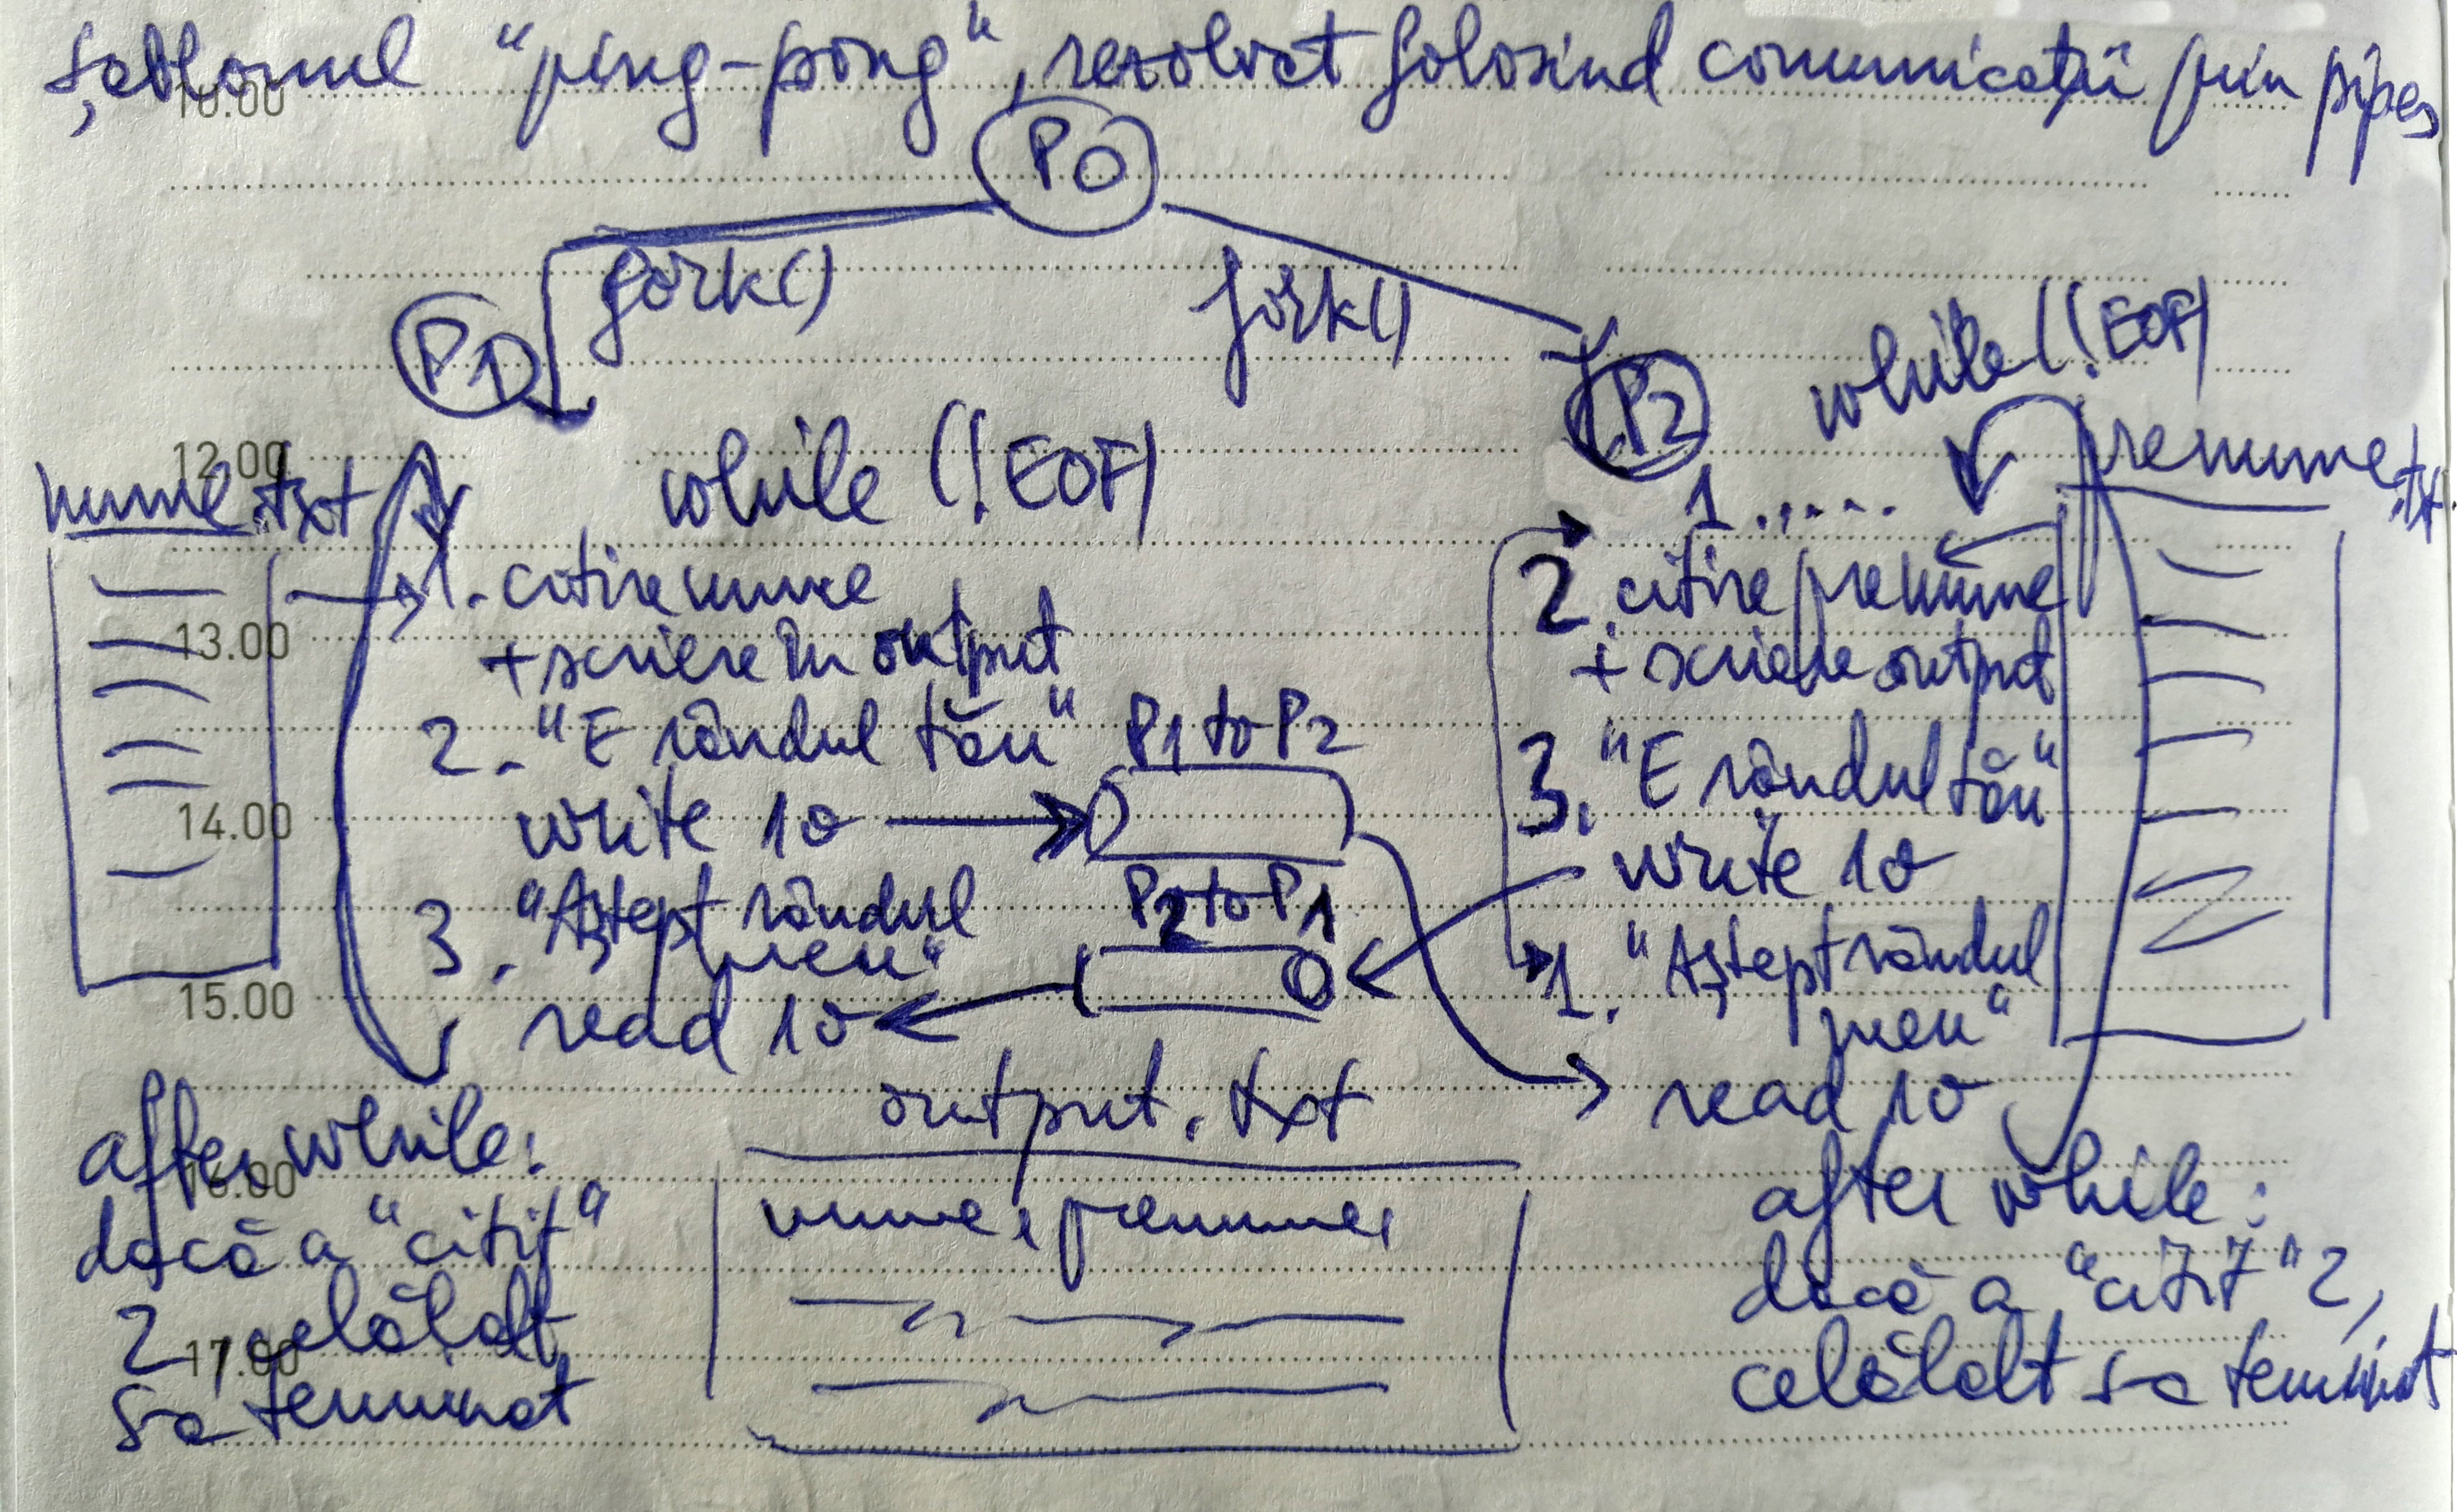 șablonul "ping-pong", rezolvat folosind comunicații prin pipes
10.00
P0
fork()
fork()
P1
P2
while (!EOF)
12.00
nume.txt
while (!EOF)
prenume.txt
1.....
1. citire nume
2. citire prenume
13.00
+ scriere în output
+ scriere output
2. "E rândul tău"
P1 to P2
3. "E rândul tău"
14.00
write 1o
write 1o
P2 to P1
3. "Aștept rândul
meu"
1. "Aștept rândul
meu"
15.00
read 1o
read 1o
output.txt
after while:
16.00
nume, prenume,
after while:
dacă a "citit"
dacă a "citit" 2,
2, celălalt
17.00
celălalt s-a terminat
s-a terminat